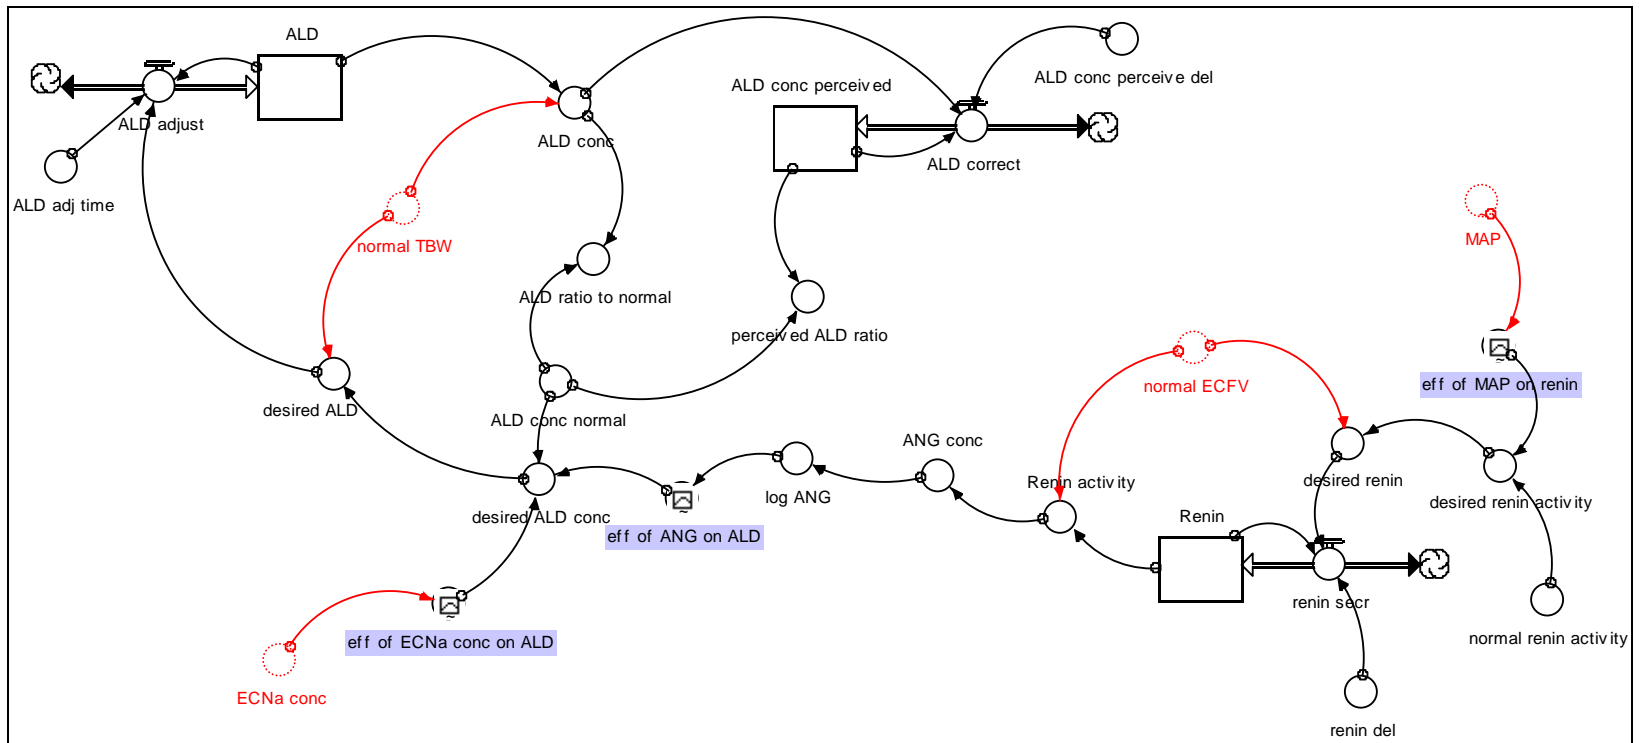 ALD
ALD conc perceive del
ALD conc perceived
ALD adjust
ALD conc
ALD correct
ALD adj time
normal TBW
MAP
ALD ratio to normal
perceived ALD ratio
normal ECFV
eff of MAP on renin
desired ALD
ALD conc normal
ANG conc
log ANG
Renin activity
desired renin
desired renin activity
desired ALD conc
Renin
eff of ANG on ALD
renin secr
eff of ECNa conc on ALD
normal renin activity
ECNa conc
renin del